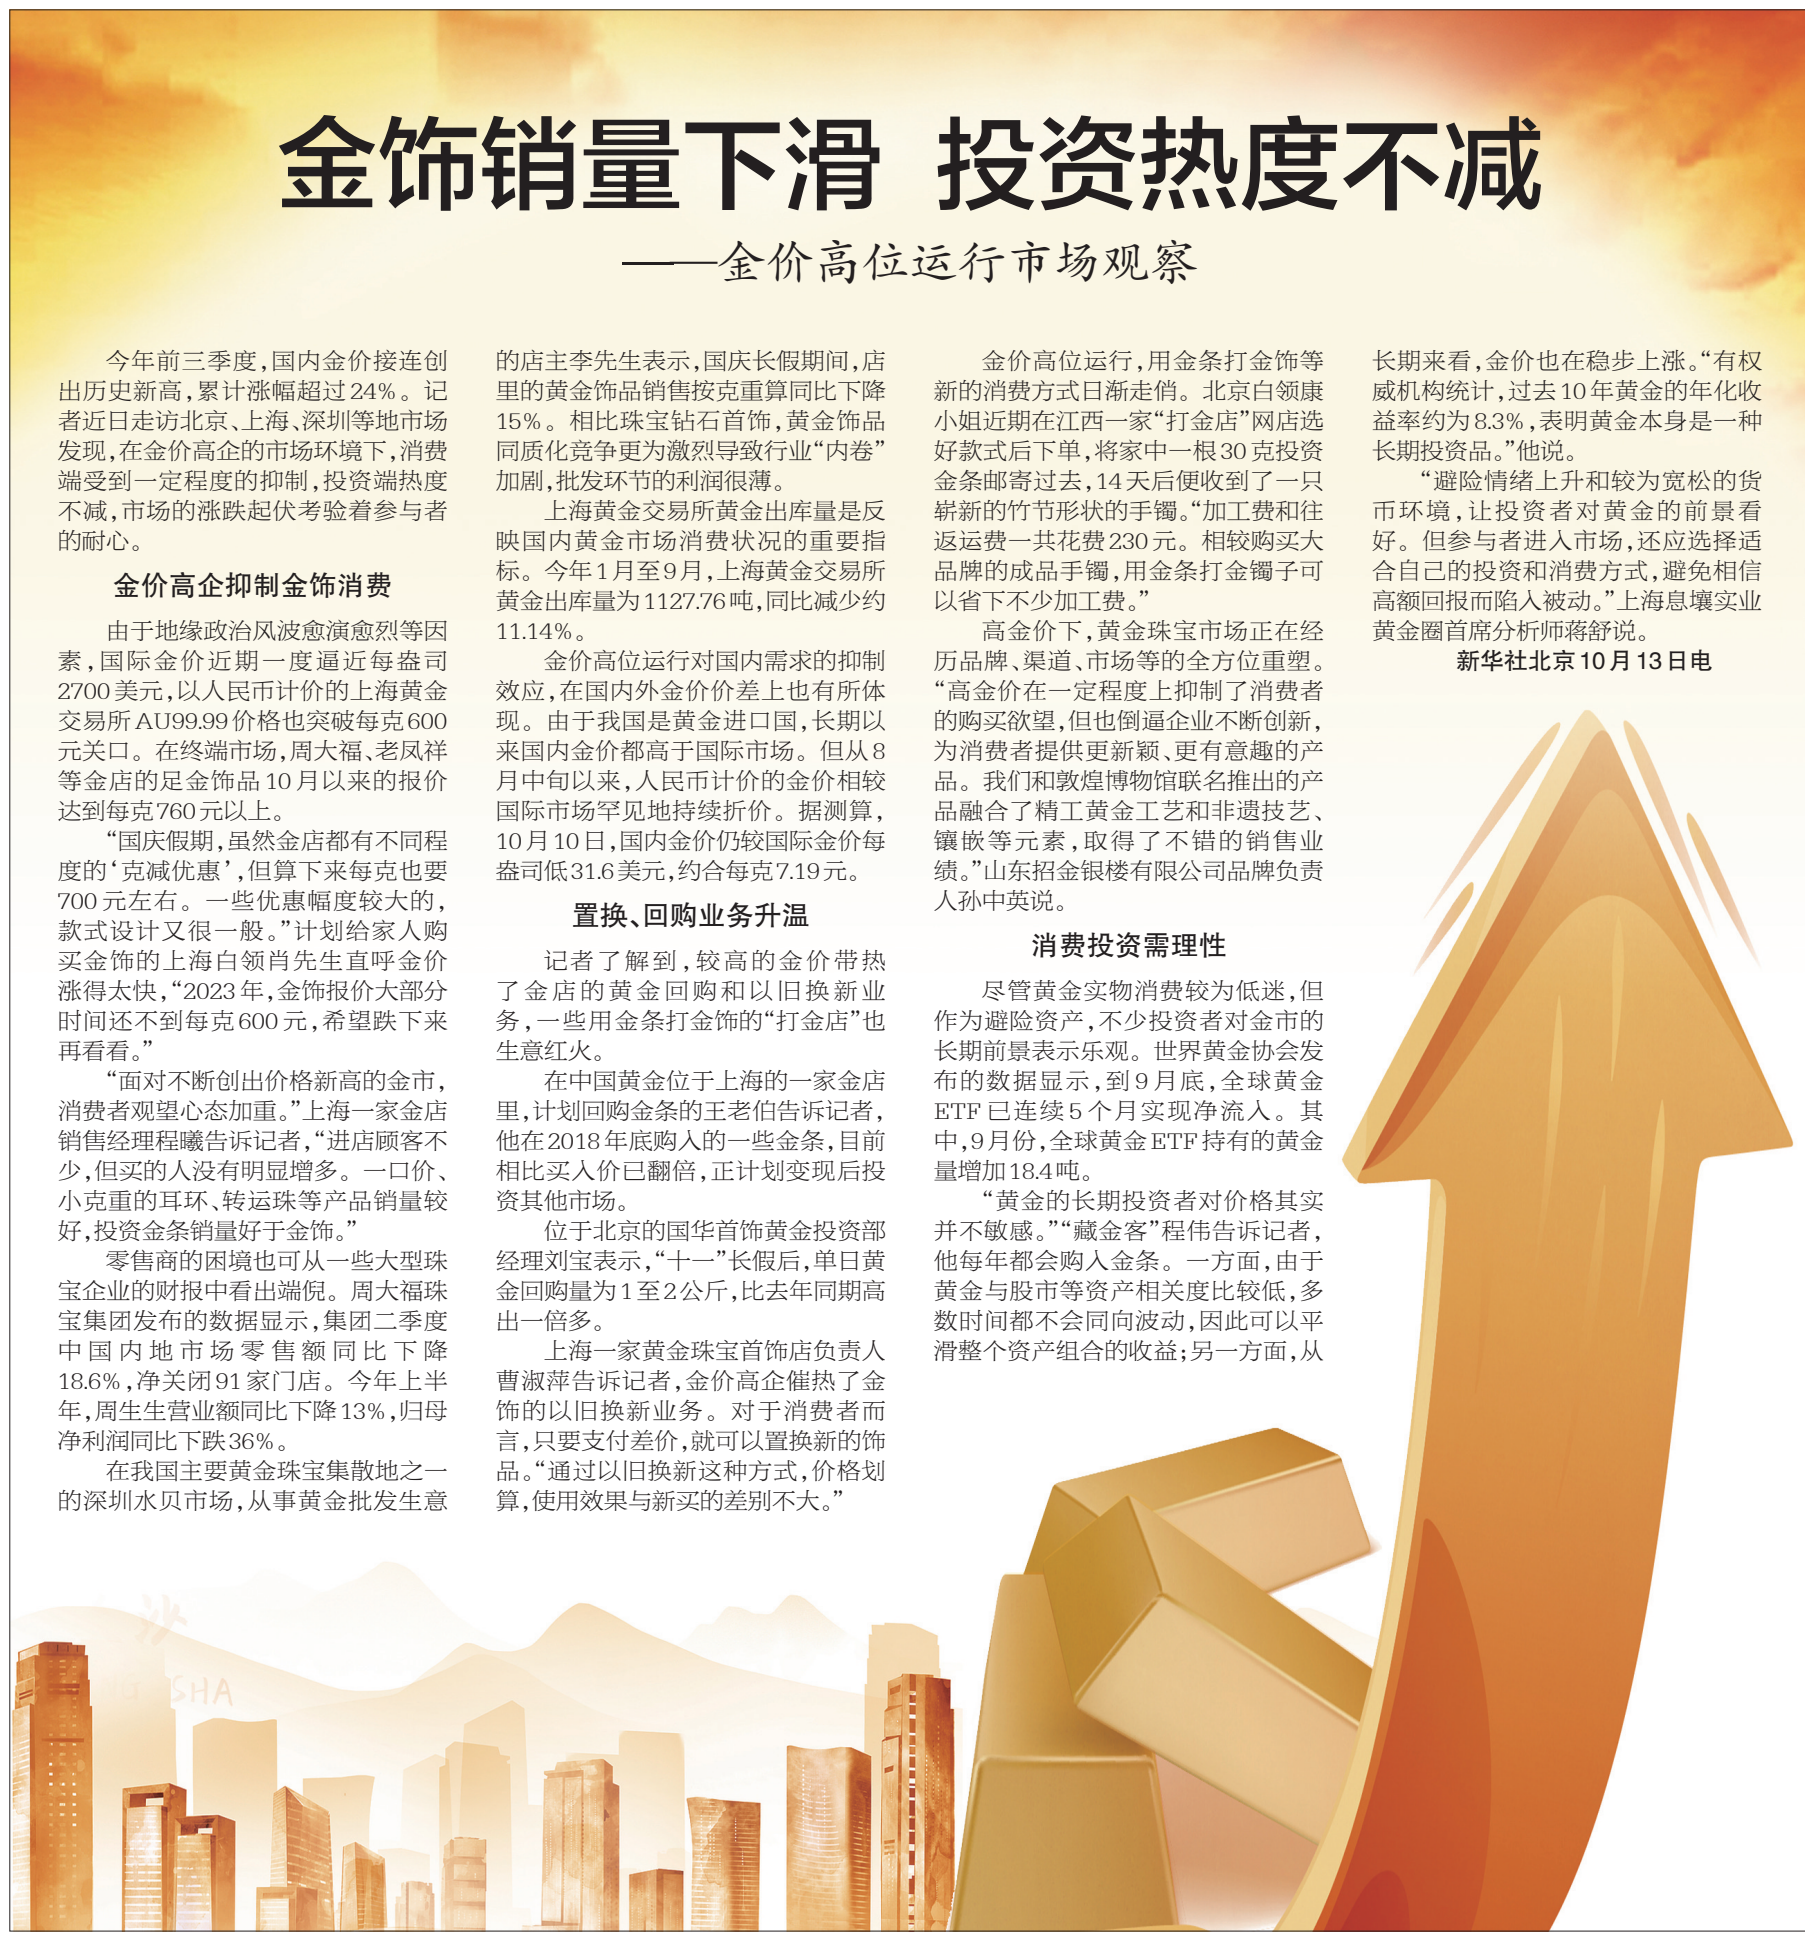 金饰销量下滑 投资热度不减
——金价高位运行市场观察
今年前三季度，国内金价接连创
出历史新高，累计涨幅超过24%。记
者近日走访北京、上海、深圳等地市场
发现，在金价高企的市场环境下，消费
端受到一定程度的抑制，投资端热度
不减，市场的涨跌起伏考验着参与者
的耐心。
金价高企抑制金饰消费
由于地缘政治风波愈演愈烈等因
素，国际金价近期一度逼近每盎司
2700美元，以人民币计价的上海黄金
交易所AU99.99价格也突破每克600
元关口。在终端市场，周大福、老凤祥
等金店的足金饰品10月以来的报价
达到每克760元以上。
“国庆假期，虽然金店都有不同程
度的‘克减优惠’，但算下来每克也要
700元左右。一些优惠幅度较大的，
款式设计又很一般。”计划给家人购
买金饰的上海白领肖先生直呼金价
涨得太快，“2023年，金饰报价大部分
时间还不到每克600元，希望跌下来
再看看。”
“面对不断创出价格新高的金市，
消费者观望心态加重。”上海一家金店
销售经理程曦告诉记者，“进店顾客不
少，但买的人没有明显增多。一口价、
小克重的耳环、转运珠等产品销量较
好，投资金条销量好于金饰。”
零售商的困境也可从一些大型珠
宝企业的财报中看出端倪。周大福珠
宝集团发布的数据显示，集团二季度
中国内地市场零售额同比下降
18.6%，净关闭91家门店。今年上半
年，周生生营业额同比下降13%，归母
净利润同比下跌36%。
在我国主要黄金珠宝集散地之一
的深圳水贝市场，从事黄金批发生意
的店主李先生表示，国庆长假期间，店
里的黄金饰品销售按克重算同比下降
15%。相比珠宝钻石首饰，黄金饰品
同质化竞争更为激烈导致行业“内卷”
加剧，批发环节的利润很薄。
上海黄金交易所黄金出库量是反
映国内黄金市场消费状况的重要指
标。今年1月至9月，上海黄金交易所
黄金出库量为1127.76吨，同比减少约
11.14%。
金价高位运行对国内需求的抑制
效应，在国内外金价价差上也有所体
现。由于我国是黄金进口国，长期以
来国内金价都高于国际市场。但从8
月中旬以来，人民币计价的金价相较
国际市场罕见地持续折价。据测算，
10月10日，国内金价仍较国际金价每
盎司低31.6美元，约合每克7.19元。
置换、回购业务升温
记者了解到，较高的金价带热
了金店的黄金回购和以旧换新业
务，一些用金条打金饰的“打金店”也
生意红火。
在中国黄金位于上海的一家金店
里，计划回购金条的王老伯告诉记者，
他在2018年底购入的一些金条，目前
相比买入价已翻倍，正计划变现后投
资其他市场。
位于北京的国华首饰黄金投资部
经理刘宝表示，“十一”长假后，单日黄
金回购量为1至2公斤，比去年同期高
出一倍多。
上海一家黄金珠宝首饰店负责人
曹淑萍告诉记者，金价高企催热了金
饰的以旧换新业务。对于消费者而
言，只要支付差价，就可以置换新的饰
品。“通过以旧换新这种方式，价格划
算，使用效果与新买的差别不大。”
金价高位运行，用金条打金饰等
新的消费方式日渐走俏。北京白领康
小姐近期在江西一家“打金店”网店选
好款式后下单，将家中一根30克投资
金条邮寄过去，14天后便收到了一只
崭新的竹节形状的手镯。“加工费和往
返运费一共花费230元。相较购买大
品牌的成品手镯，用金条打金镯子可
以省下不少加工费。”
高金价下，黄金珠宝市场正在经
历品牌、渠道、市场等的全方位重塑。
“高金价在一定程度上抑制了消费者
的购买欲望，但也倒逼企业不断创新，
为消费者提供更新颖、更有意趣的产
品。我们和敦煌博物馆联名推出的产
品融合了精工黄金工艺和非遗技艺、
镶嵌等元素，取得了不错的销售业
绩。”山东招金银楼有限公司品牌负责
人孙中英说。
消费投资需理性
尽管黄金实物消费较为低迷，但
作为避险资产，不少投资者对金市的
长期前景表示乐观。世界黄金协会发
布的数据显示，到9月底，全球黄金
ETF已连续5个月实现净流入。其
中，9月份，全球黄金ETF持有的黄金
量增加18.4吨。
“黄金的长期投资者对价格其实
并不敏感。”“藏金客”程伟告诉记者，
他每年都会购入金条。一方面，由于
黄金与股市等资产相关度比较低，多
数时间都不会同向波动，因此可以平
滑整个资产组合的收益；另一方面，从
长期来看，金价也在稳步上涨。“有权
威机构统计，过去10年黄金的年化收
益率约为8.3%，表明黄金本身是一种
长期投资品。”他说。
“避险情绪上升和较为宽松的货
币环境，让投资者对黄金的前景看
好。但参与者进入市场，还应选择适
合自己的投资和消费方式，避免相信
高额回报而陷入被动。”上海息壤实业
黄金圈首席分析师蒋舒说。
新华社北京10月13日电
沙
SHA